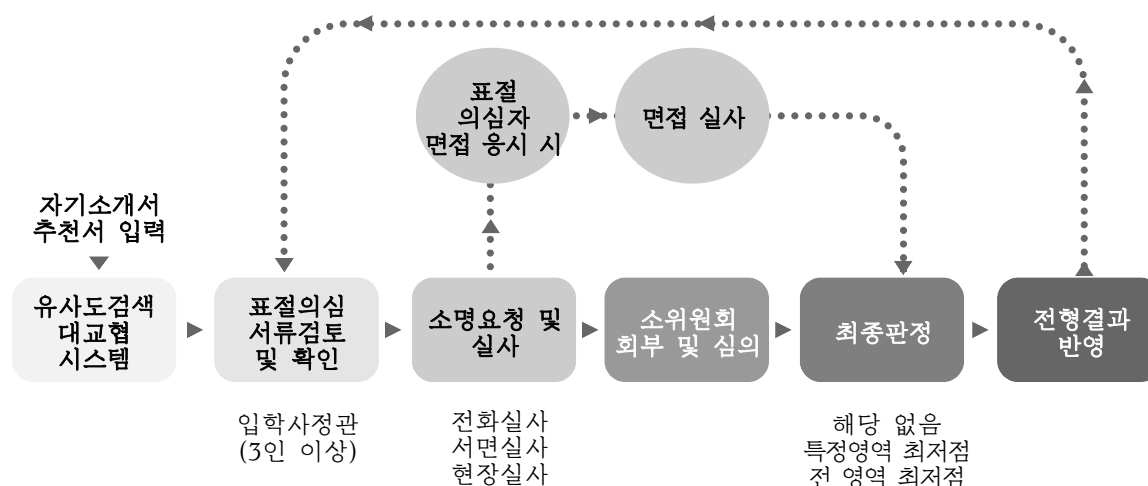 표절
의심자
면접 응시 시
면접 실사
자기소개서
추천서 입력
유사도검색
대교협
시스템
표절의심
서류검토
및 확인
소명요청 및
실사
소위원회
회부 및 심의
최종판정
전형결과
반영
입학사정관
(3인 이상)
전화실사
서면실사
현장실사
해당 없음
특정영역 최저점
전 영역 최저점